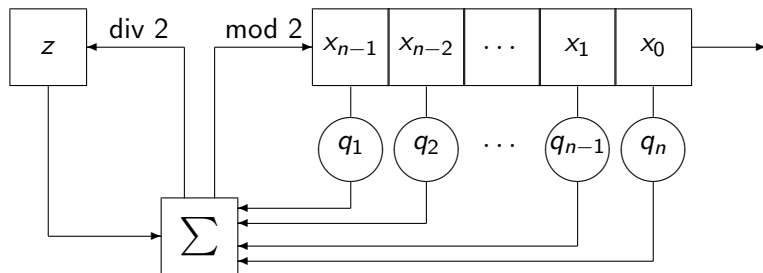 z div 2 mod 2 x_{n−1} x_{n−2} ⋯ x_1 x_0
q_1 q_2 ⋯ q_{n−1} q_n
∑